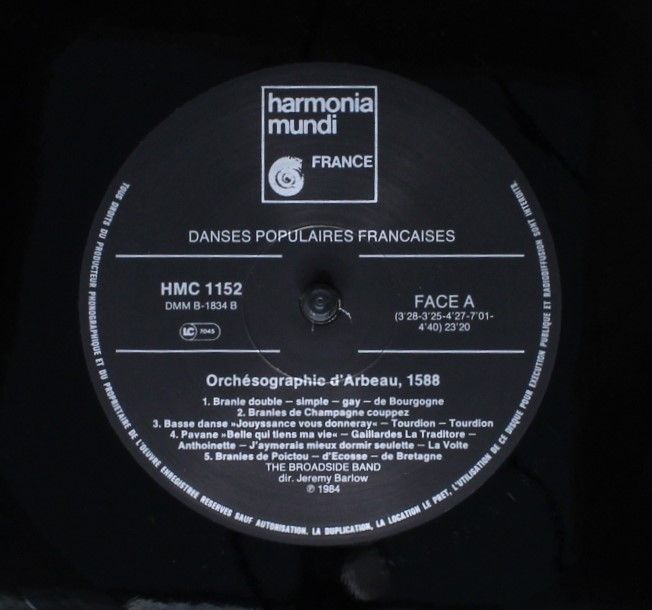 harmonia
mundi
FRANCE
DANSES POPULAIRES FRANCAISES
HMC 1152
DMM B-1834 B
LC 7045
FACE A
(3'28-3'25-4'27-7'01-
4'40) 23'20
Orchésographie d'Arbeau, 1588
1. Branle double – simple – gay – de Bourgogne
2. Branles de Champagne couppez
3. Basse danse »Jouyssance vous donneray« – Tourdion – Tourdion
4. Pavane »Belle qui tiens ma vie« – Gaillardes La Traditore –
Anthoinette – J'aymerais mieux dormir seulette – La Volte
5. Branles de Poictou – d'Ecosse – de Bretagne
THE BROADSIDE BAND
dir. Jeremy Barlow
℗ 1984
TOUS DROITS DU PRODUCTEUR PHONOGRAPHIQUE ET DU PROPRIETAIRE DE L'OEUVRE ENREGISTRER RESERVES SAUF AUTORISATION, LA DUPLICATION, LA LOCATION LE PRET, L'UTILISATION DE CE DISQUE POUR EXECUTION PUBLIQUE ET RADIODIFFUSION SONT INTERDITE.